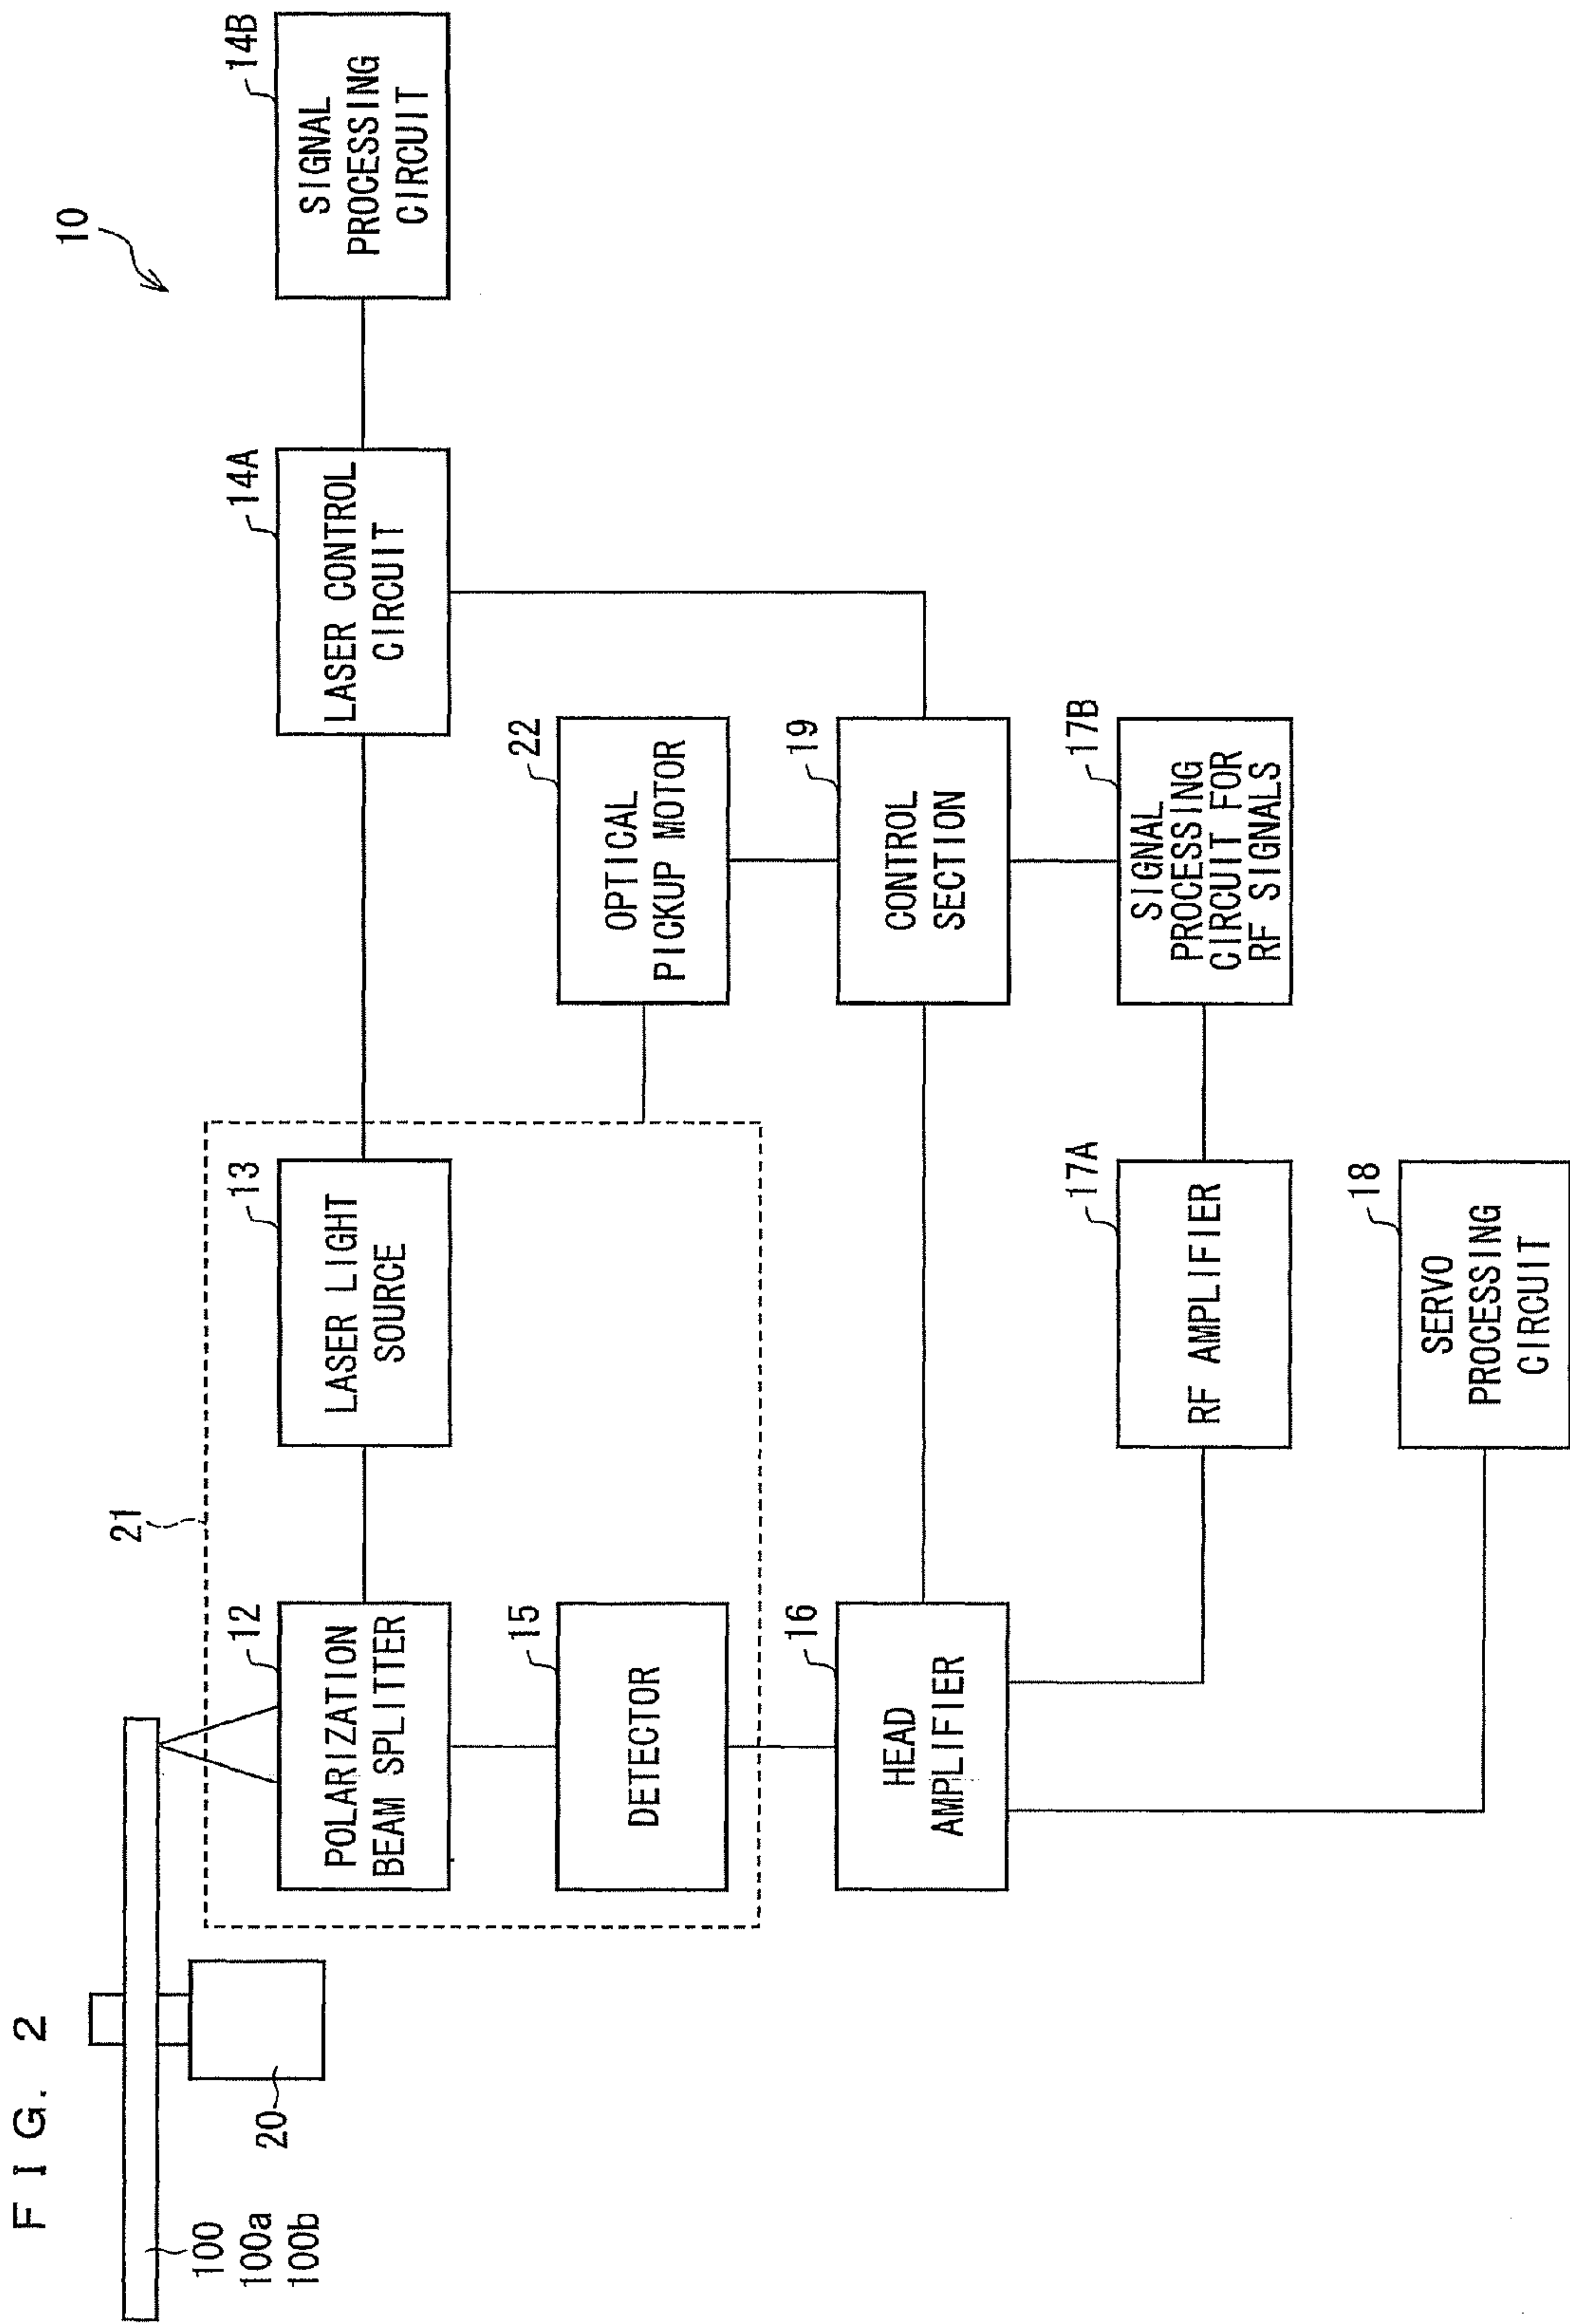 FIG. 2
10
100
100a
100b
20
21
12
POLARIZATION
BEAM SPLITTER
13
LASER LIGHT
SOURCE
14A
LASER CONTROL
CIRCUIT
14B
SIGNAL
PROCESSING
CIRCUIT
15
DETECTOR
22
OPTICAL
PICKUP MOTOR
16
HEAD
AMPLIFIER
19
CONTROL
SECTION
17A
RF AMPLIFIER
17B
SIGNAL
PROCESSING
CIRCUIT FOR
RF SIGNALS
18
SERVO
PROCESSING
CIRCUIT